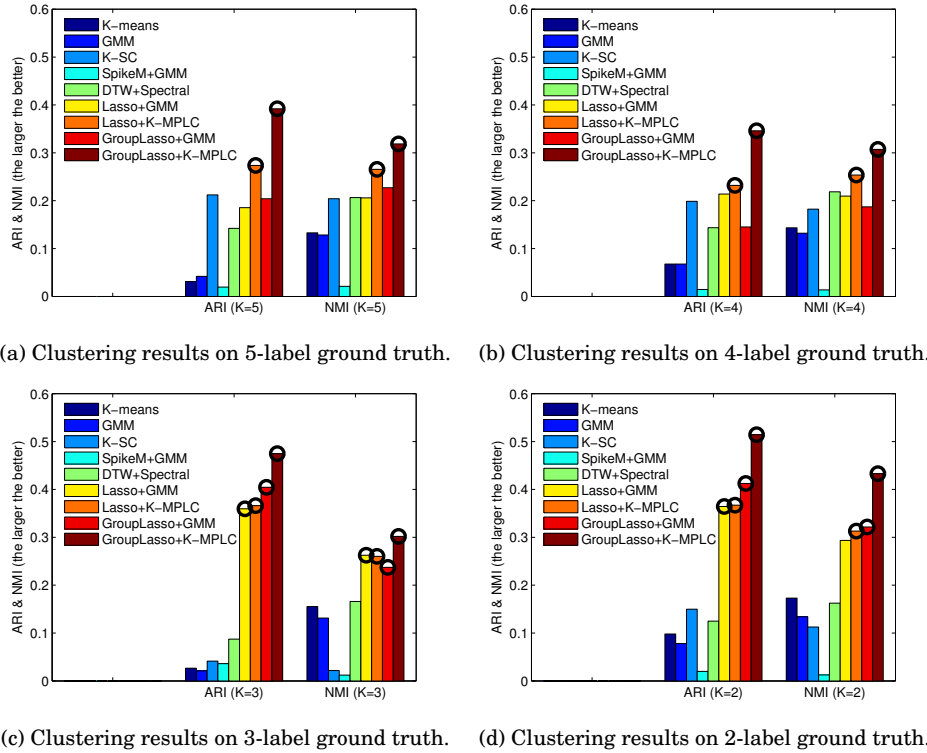 0.6
0.5
0.4
0.3
0.2
0.1
0
ARI & NMI (the larger the better)
K−means
GMM
K−SC
SpikeM+GMM
DTW+Spectral
Lasso+GMM
Lasso+K−MPLC
GroupLasso+GMM
GroupLasso+K−MPLC
ARI (K=5) NMI (K=5)
(a) Clustering results on 5-label ground truth.
0.6
0.5
0.4
0.3
0.2
0.1
0
ARI & NMI (the larger the better)
K−means
GMM
K−SC
SpikeM+GMM
DTW+Spectral
Lasso+GMM
Lasso+K−MPLC
GroupLasso+GMM
GroupLasso+K−MPLC
ARI (K=4) NMI (K=4)
(b) Clustering results on 4-label ground truth.
0.6
0.5
0.4
0.3
0.2
0.1
0
ARI & NMI (the larger the better)
K−means
GMM
K−SC
SpikeM+GMM
DTW+Spectral
Lasso+GMM
Lasso+K−MPLC
GroupLasso+GMM
GroupLasso+K−MPLC
ARI (K=3) NMI (K=3)
(c) Clustering results on 3-label ground truth.
0.6
0.5
0.4
0.3
0.2
0.1
0
ARI & NMI (the larger the better)
K−means
GMM
K−SC
SpikeM+GMM
DTW+Spectral
Lasso+GMM
Lasso+K−MPLC
GroupLasso+GMM
GroupLasso+K−MPLC
ARI (K=2) NMI (K=2)
(d) Clustering results on 2-label ground truth.